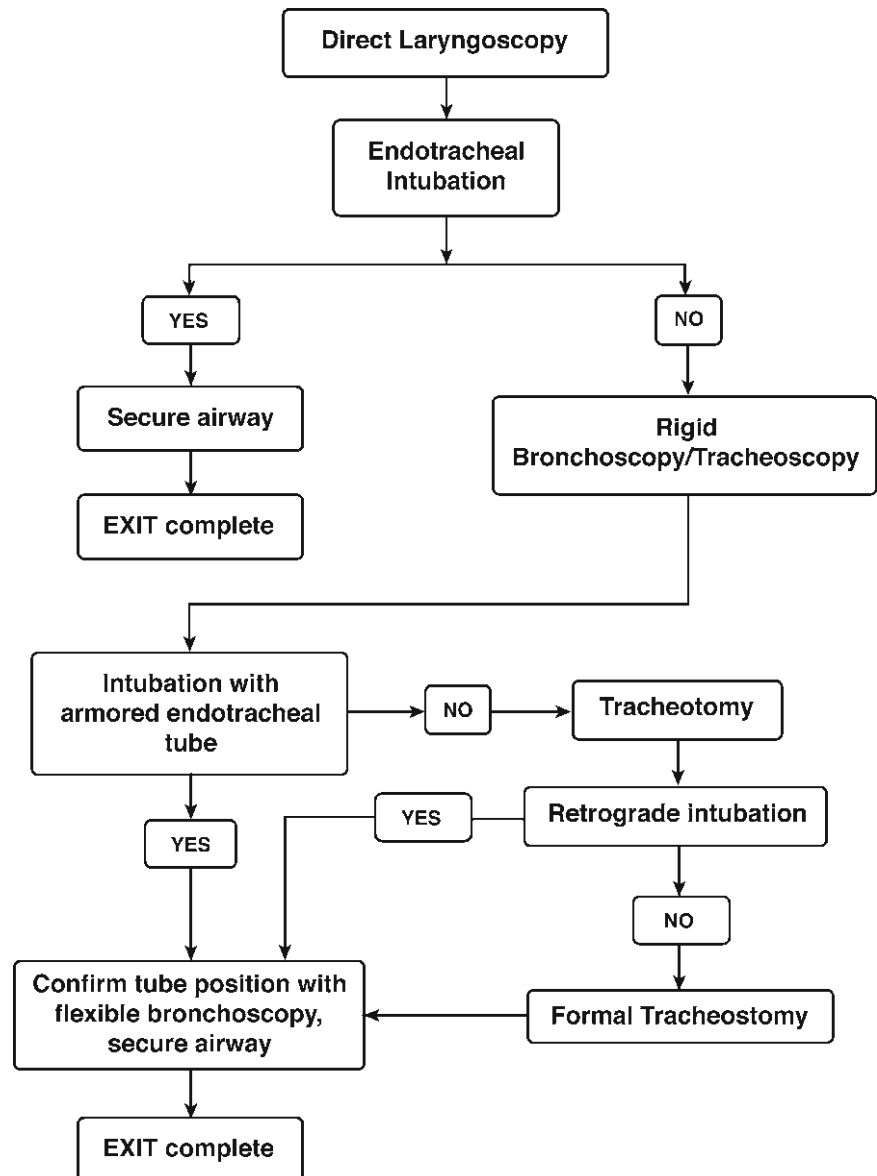 Direct Laryngoscopy
Endotracheal
Intubation
YES
NO
Secure airway
Rigid
Bronchoscopy/Tracheoscopy
EXIT complete
Intubation with
armored endotracheal
tube
NO
Tracheotomy
YES
Retrograde intubation
YES
NO
Confirm tube position with
flexible bronchoscopy,
secure airway
Formal Tracheostomy
EXIT complete